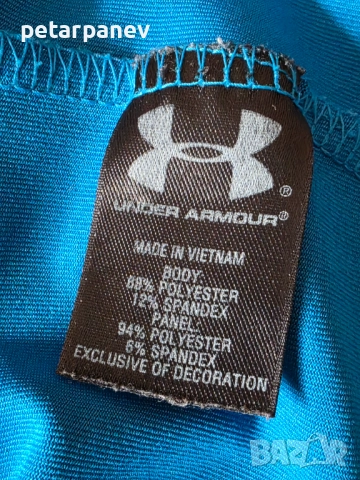 petarpanev
UNDER ARMOUR®
MADE IN VIETNAM
BODY:
88% POLYESTER
12% SPANDEX
PANEL:
94% POLYESTER
6% SPANDEX
EXCLUSIVE OF DECORATION
BAZAR